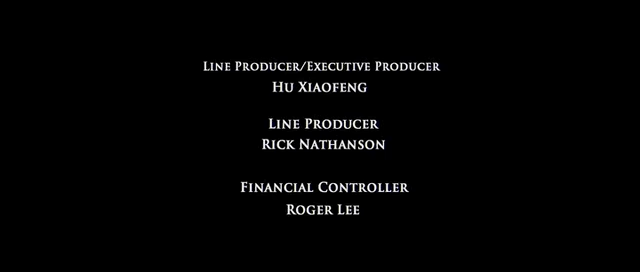 Line Producer/Executive Producer
Hu Xiaofeng
Line Producer
Rick Nathanson
Financial Controller
Roger Lee